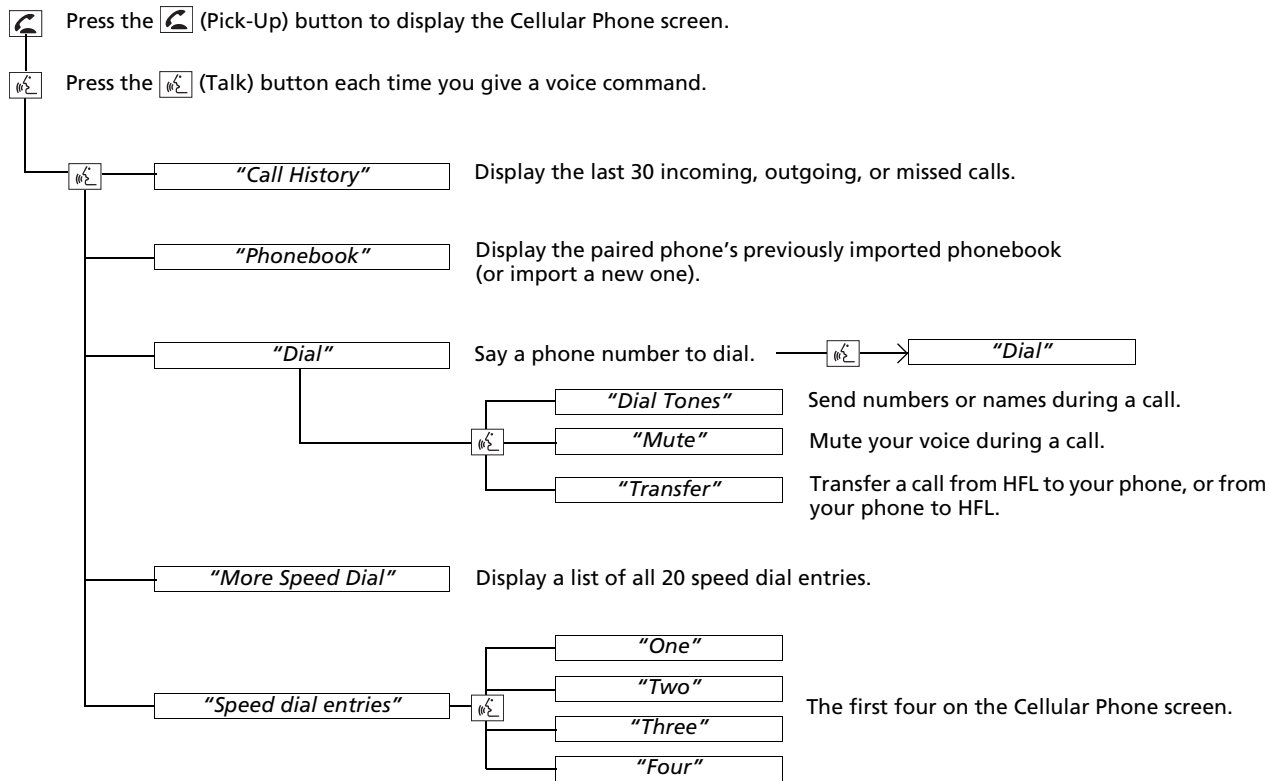 Press the (Pick-Up) button to display the Cellular Phone screen.
Press the (Talk) button each time you give a voice command.
"Call History"
Display the last 30 incoming, outgoing, or missed calls.
"Phonebook"
Display the paired phone's previously imported phonebook
(or import a new one).
"Dial"
Say a phone number to dial.
"Dial"
"Dial Tones"
Send numbers or names during a call.
"Mute"
Mute your voice during a call.
"Transfer"
Transfer a call from HFL to your phone, or from
your phone to HFL.
"More Speed Dial"
Display a list of all 20 speed dial entries.
"Speed dial entries"
"One"
"Two"
"Three"
"Four"
The first four on the Cellular Phone screen.